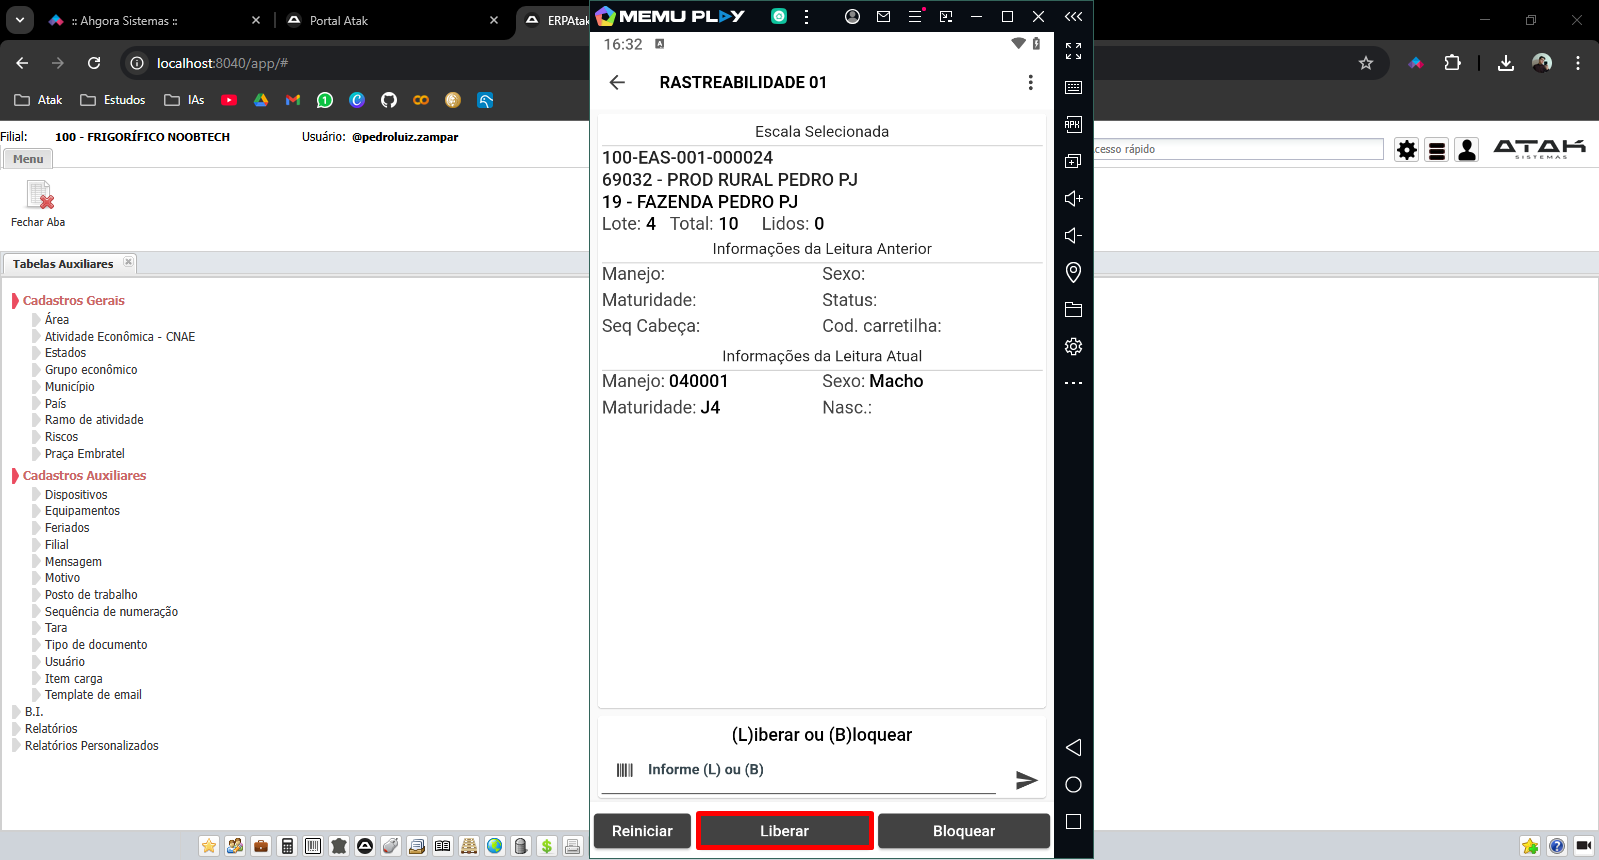 :: Ahgora Sistemas ::
Portal Atak
ERPAtak
localhost:8040/app/#
Atak
Estudos
IAs
Filial: 100 - FRIGORÍFICO NOOBTECH
Usuário: @pedroluiz.zampar
cesso rápido
ATAK
SISTEMAS
Menu
Fechar Aba
Tabelas Auxiliares
Cadastros Gerais
Área
Atividade Econômica - CNAE
Estados
Grupo econômico
Município
País
Ramo de atividade
Riscos
Praça Embratel
Cadastros Auxiliares
Dispositivos
Equipamentos
Feriados
Filial
Mensagem
Motivo
Posto de trabalho
Sequência de numeração
Tara
Tipo de documento
Usuário
Item carga
Template de email
B.I.
Relatórios
Relatórios Personalizados
MEMU PLAY
16:32
RASTREABILIDADE 01
Escala Selecionada
100-EAS-001-000024
69032 - PROD RURAL PEDRO PJ
19 - FAZENDA PEDRO PJ
Lote: 4 Total: 10 Lidos: 0
Informações da Leitura Anterior
Manejo: Sexo:
Maturidade: Status:
Seq Cabeça: Cod. carretilha:
Informações da Leitura Atual
Manejo: 040001 Sexo: Macho
Maturidade: J4 Nasc.:
(L)iberar ou (B)loquear
Informe (L) ou (B)
Reiniciar
Liberar
Bloquear
APK